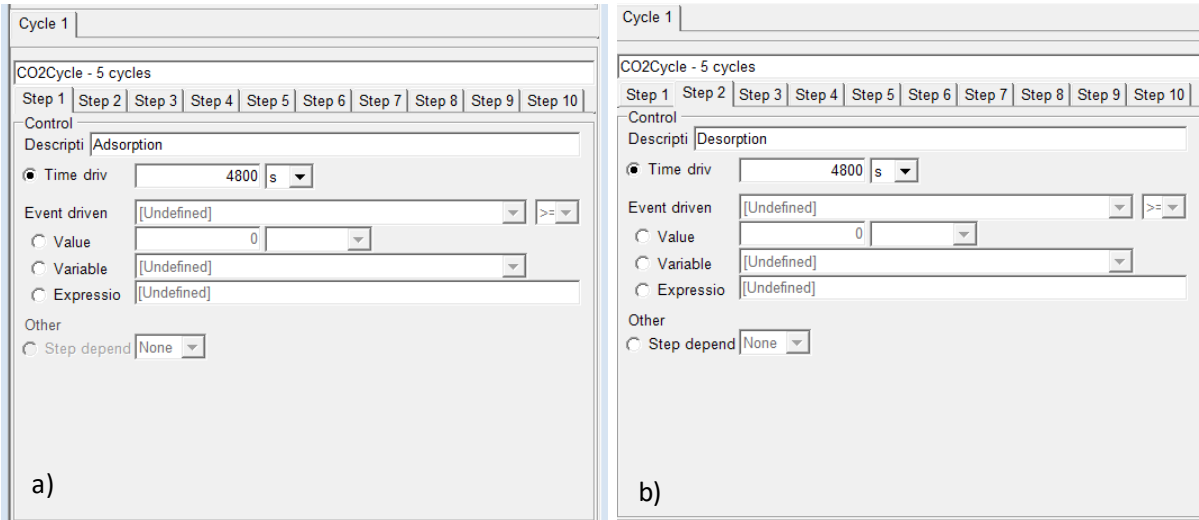 Cycle 1
CO2Cycle - 5 cycles
Step 1 Step 2 Step 3 Step 4 Step 5 Step 6 Step 7 Step 8 Step 9 Step 10
Control
Descripti Adsorption
Time driv 4800 s
Event driven [Undefined] >=
Value 0
Variable [Undefined]
Expressio [Undefined]
Other
Step depend None
a)
Cycle 1
CO2Cycle - 5 cycles
Step 1 Step 2 Step 3 Step 4 Step 5 Step 6 Step 7 Step 8 Step 9 Step 10
Control
Descripti Desorption
Time driv 4800 s
Event driven [Undefined] >=
Value 0
Variable [Undefined]
Expressio [Undefined]
Other
Step depend None
b)